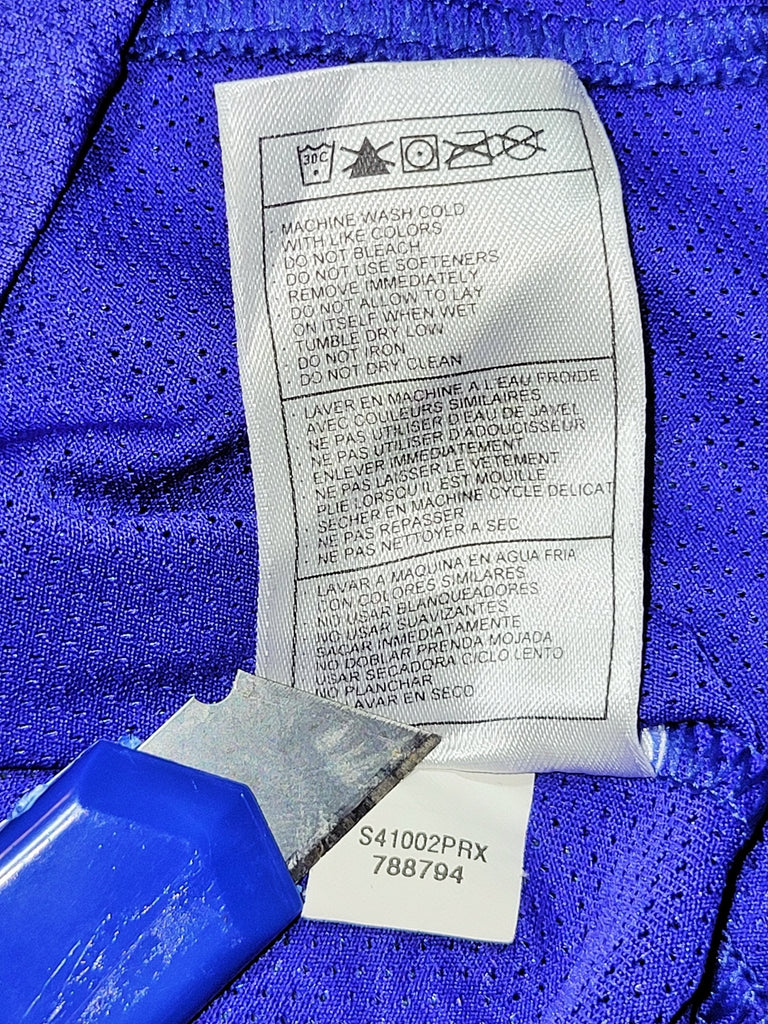 30C
· MACHINE WASH COLD
WITH LIKE COLORS
· DO NOT BLEACH
· DO NOT USE SOFTENERS
· REMOVE IMMEDIATELY
· DO NOT ALLOW TO LAY
ON ITSELF WHEN WET
· TUMBLE DRY LOW
· DO NOT IRON
· DO NOT DRY CLEAN
· LAVER EN MACHINE A L'EAU FROIDE
AVEC COULEURS SIMILAIRES
· NE PAS UTILISER D'EAU DE JAVEL
· NE PAS UTILISER D'ADOUCISSEUR
· ENLEVER IMMEDIATEMENT
· NE PAS LAISSER LE VETEMENT
PLIE LORSQU'IL EST MOUILLE
· SECHER EN MACHINE CYCLE DELICAT
· NE PAS REPASSER
· NE PAS NETTOYER A SEC
· LAVAR A MAQUINA EN AGUA FRIA
CON COLORES SIMILARES
· NO USAR BLANQUEADORES
· NO USAR SUAVIZANTES
· SACAR INMEDIATAMENTE
· NO DOBLAR PRENDA MOJADA
· USAR SECADORA CICLO LENTO
· NO PLANCHAR
AVAR EN SECO
S41002PRX
788794